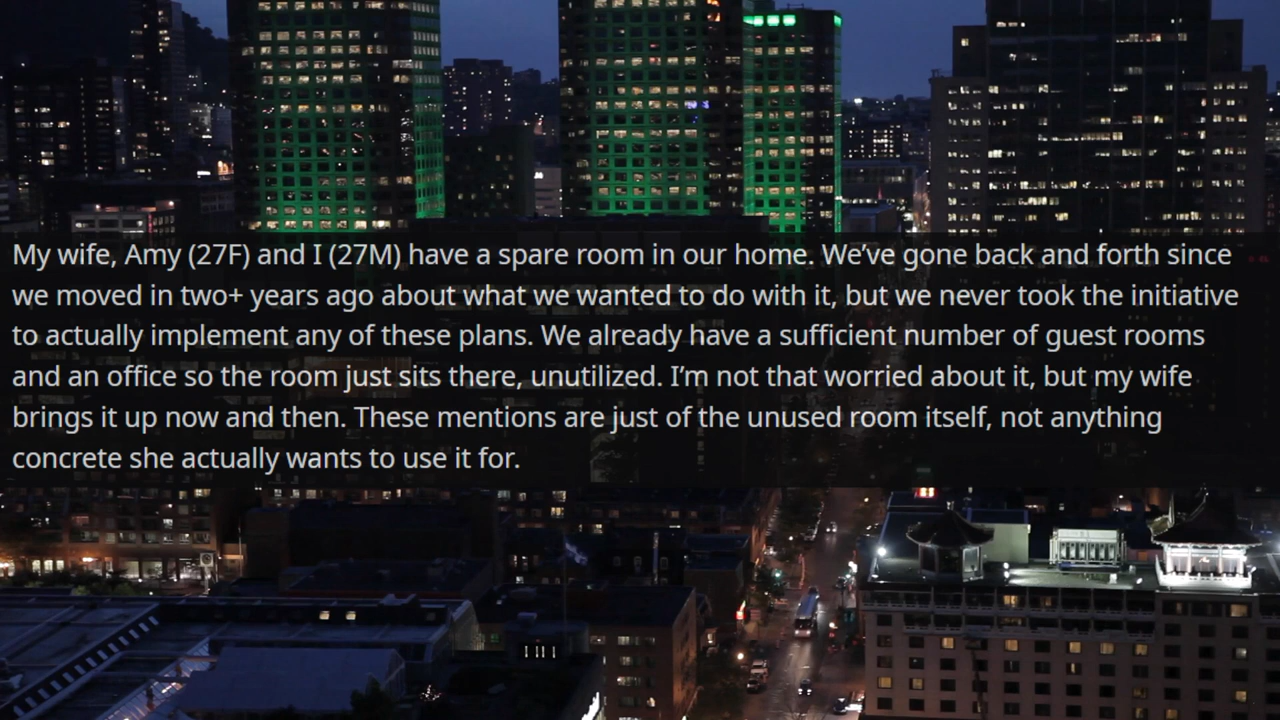 My wife, Amy (27F) and I (27M) have a spare room in our home. We’ve gone back and forth since
we moved in two+ years ago about what we wanted to do with it, but we never took the initiative
to actually implement any of these plans. We already have a sufficient number of guest rooms
and an office so the room just sits there, unutilized. I’m not that worried about it, but my wife
brings it up now and then. These mentions are just of the unused room itself, not anything
concrete she actually wants to use it for.